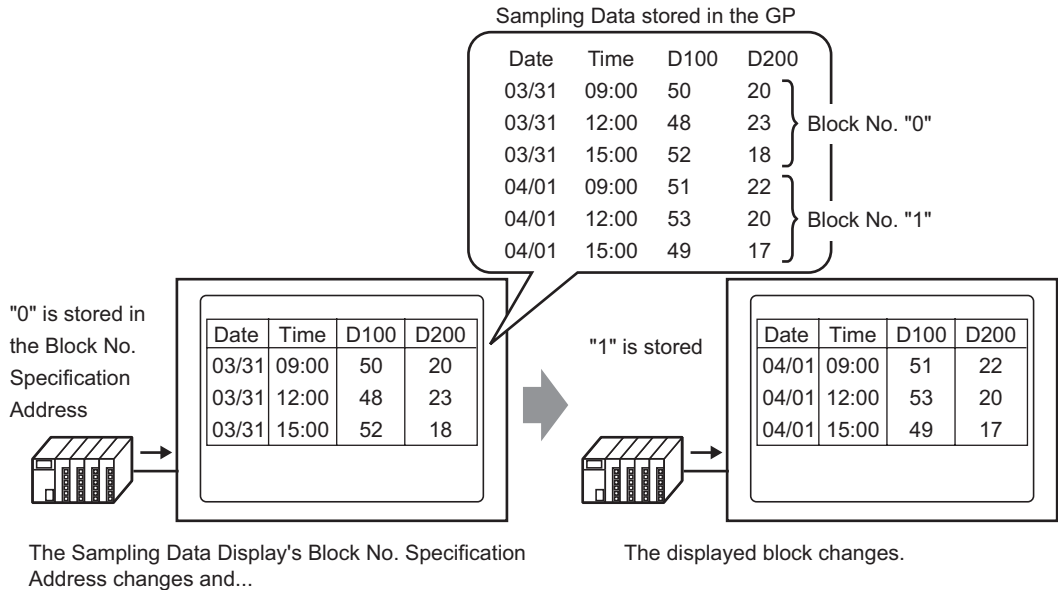 Sampling Data stored in the GP
Date Time D100 D200
03/31 09:00 50 20
03/31 12:00 48 23
03/31 15:00 52 18
04/01 09:00 51 22
04/01 12:00 53 20
04/01 15:00 49 17
Block No. "0"
Block No. "1"
"0" is stored in
the Block No.
Specification
Address
Date Time D100 D200
03/31 09:00 50 20
03/31 12:00 48 23
03/31 15:00 52 18
"1" is stored
Date Time D100 D200
04/01 09:00 51 22
04/01 12:00 53 20
04/01 15:00 49 17
The Sampling Data Display's Block No. Specification
Address changes and...
The displayed block changes.